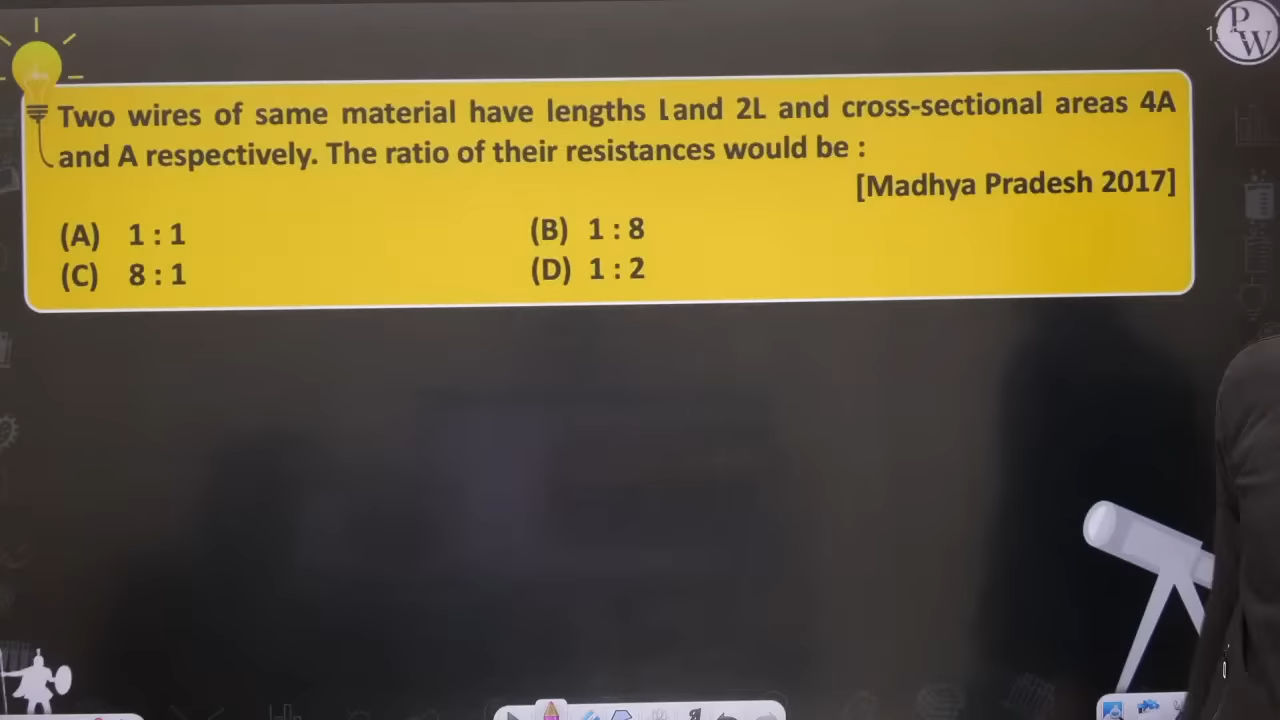 P
W
Two wires of same material have lengths L and 2L and cross-sectional areas 4A
and A respectively. The ratio of their resistances would be :
[Madhya Pradesh 2017]
(A) 1 : 1
(B) 1 : 8
(C) 8 : 1
(D) 1 : 2